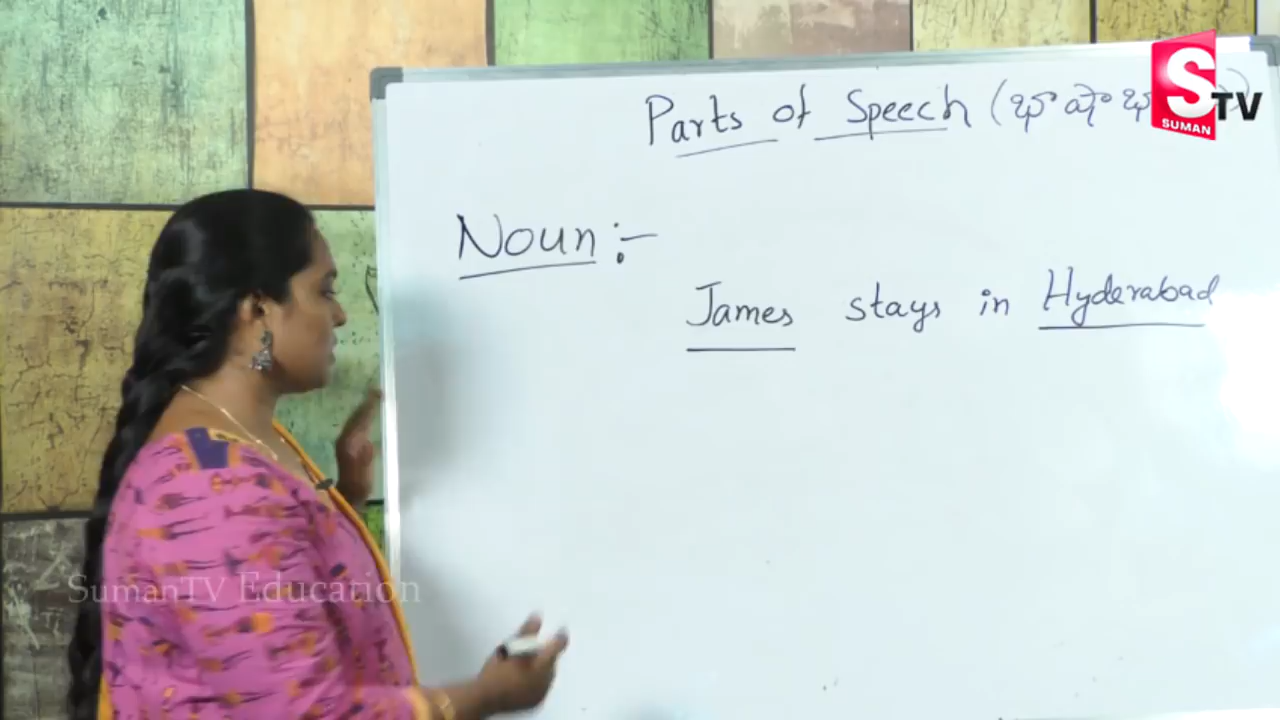 Parts of Speech (భాషాభా
Noun :-
James stays in Hyderabad
S TV
SUMAN
SumanTV Education